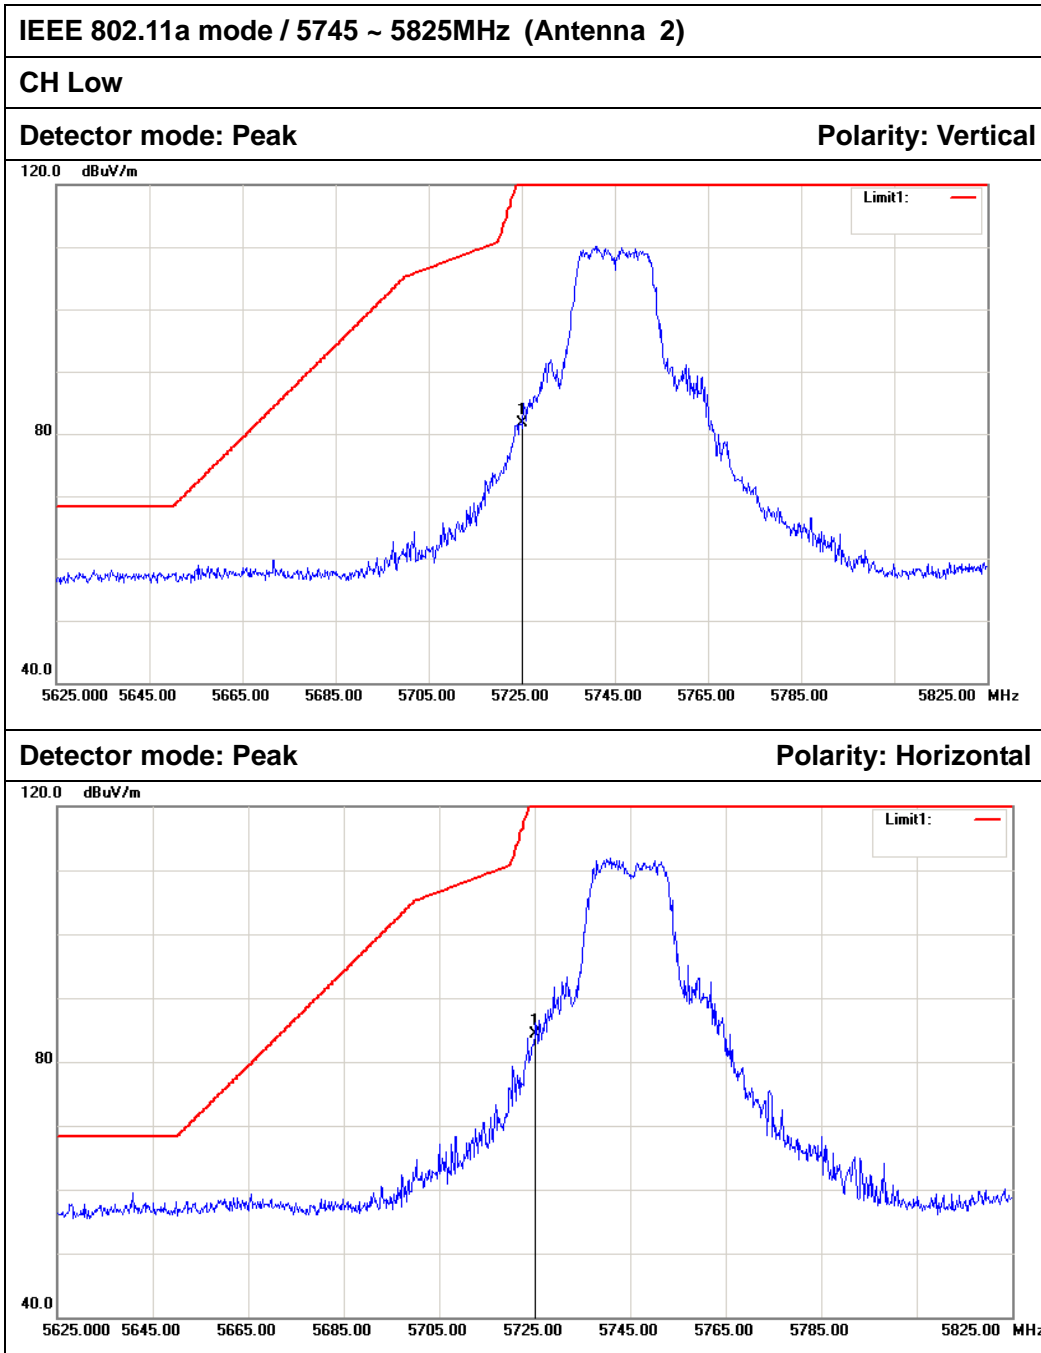 IEEE 802.11a mode / 5745 ~ 5825MHz (Antenna 2)
CH Low
Detector mode: Peak Polarity: Vertical
120.0 dBuV/m
Limit1:
1
80
40.0
5625.000 5645.00 5665.00 5685.00 5705.00 5725.00 5745.00 5765.00 5785.00 5825.00 MHz
Detector mode: Peak Polarity: Horizontal
120.0 dBuV/m
Limit1:
1
80
40.0
5625.000 5645.00 5665.00 5685.00 5705.00 5725.00 5745.00 5765.00 5785.00 5825.00 MHz